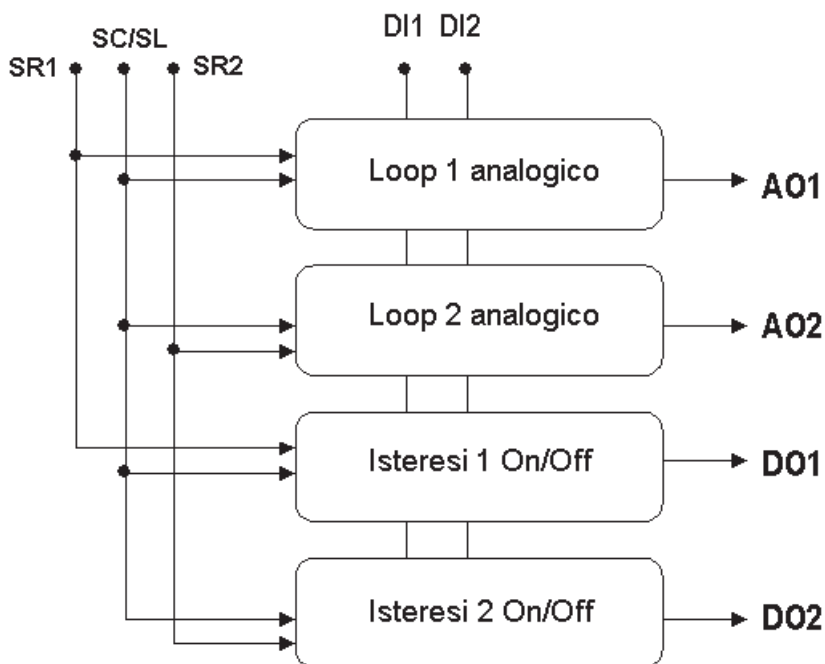 SC/SL
DI1 DI2
SR1
SR2
Loop 1 analogico
AO1
Loop 2 analogico
AO2
Isteresi 1 On/Off
DO1
Isteresi 2 On/Off
DO2